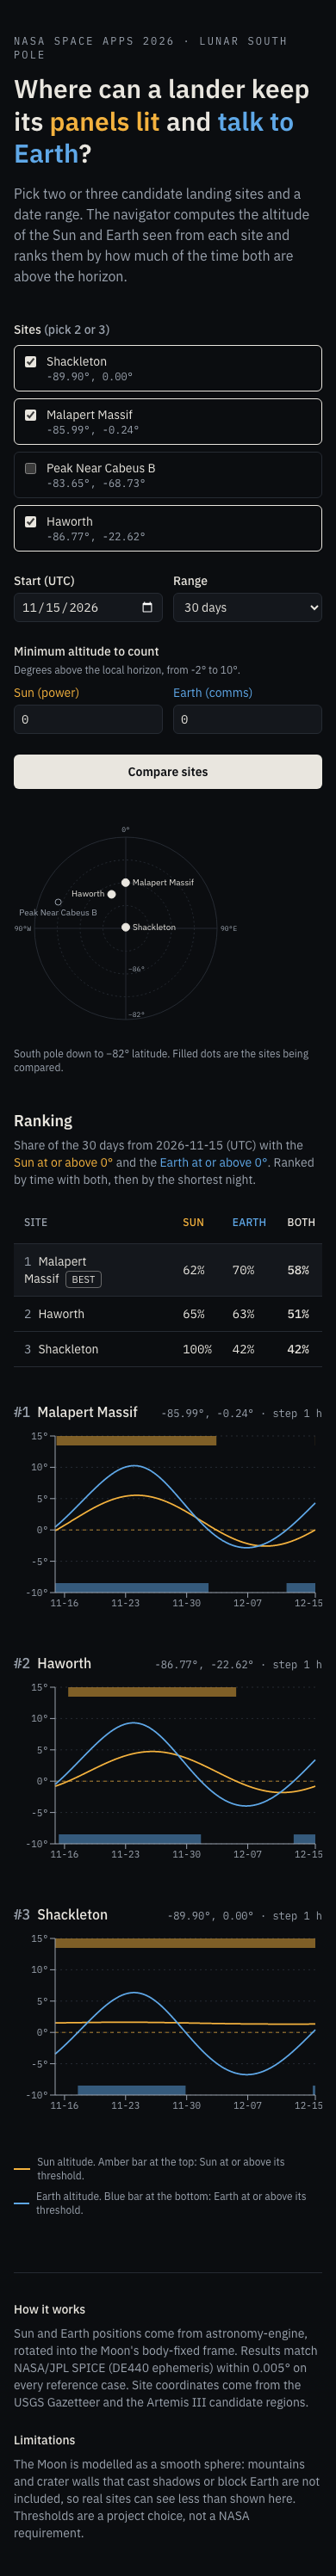 NASA SPACE APPS 2026 · LUNAR SOUTH
POLE
Where can a lander keep
its panels lit and talk to
Earth?
Pick two or three candidate landing sites and a
date range. The navigator computes the altitude
of the Sun and Earth seen from each site and
ranks them by how much of the time both are
above the horizon.
Sites (pick 2 or 3)
Shackleton
-89.90°, 0.00°
Malapert Massif
-85.99°, -0.24°
Peak Near Cabeus B
-83.65°, -68.73°
Haworth
-86.77°, -22.62°
Start (UTC) Range
11/15/2026 30 days
Minimum altitude to count
Degrees above the local horizon, from -2° to 10°.
Sun (power) Earth (comms)
0 0
Compare sites
0°
Malapert Massif
Haworth
Peak Near Cabeus B
90°W Shackleton 90°E
−86°
−82°
South pole down to −82° latitude. Filled dots are the sites being
compared.
Ranking
Share of the 30 days from 2026-11-15 (UTC) with the
Sun at or above 0° and the Earth at or above 0°. Ranked
by time with both, then by the shortest night.
SITE SUN EARTH BOTH
1 Malapert
Massif BEST 62% 70% 58%
2 Haworth 65% 63% 51%
3 Shackleton 100% 42% 42%
#1 Malapert Massif -85.99°, -0.24° · step 1 h
15°
10°
5°
0°
-5°
-10°
11-16 11-23 11-30 12-07 12-15
#2 Haworth -86.77°, -22.62° · step 1 h
15°
10°
5°
0°
-5°
-10°
11-16 11-23 11-30 12-07 12-15
#3 Shackleton -89.90°, 0.00° · step 1 h
15°
10°
5°
0°
-5°
-10°
11-16 11-23 11-30 12-07 12-15
Sun altitude. Amber bar at the top: Sun at or above its
threshold.
Earth altitude. Blue bar at the bottom: Earth at or above its
threshold.
How it works
Sun and Earth positions come from astronomy-engine,
rotated into the Moon's body-fixed frame. Results match
NASA/JPL SPICE (DE440 ephemeris) within 0.005° on
every reference case. Site coordinates come from the
USGS Gazetteer and the Artemis III candidate regions.
Limitations
The Moon is modelled as a smooth sphere: mountains
and crater walls that cast shadows or block Earth are not
included, so real sites can see less than shown here.
Thresholds are a project choice, not a NASA
requirement.